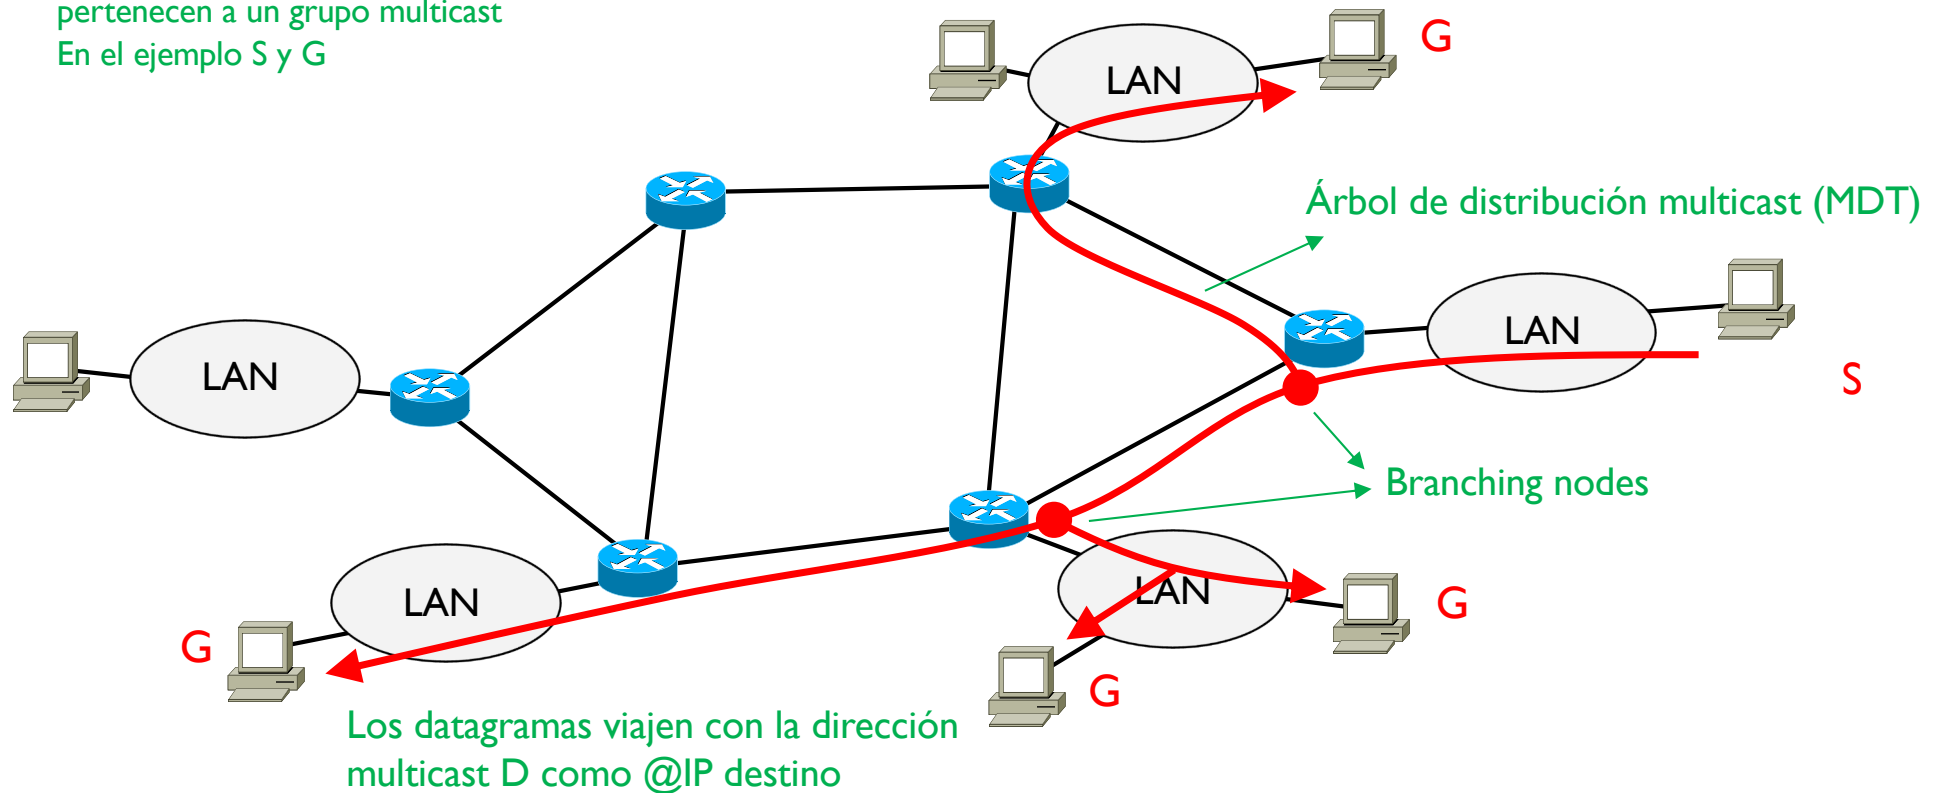 pertenecen a un grupo multicast
En el ejemplo S y G
G
LAN
Árbol de distribución multicast (MDT)
LAN
LAN
S
Branching nodes
LAN
LAN
G
G
G
Los datagramas viajen con la dirección
multicast D como @IP destino